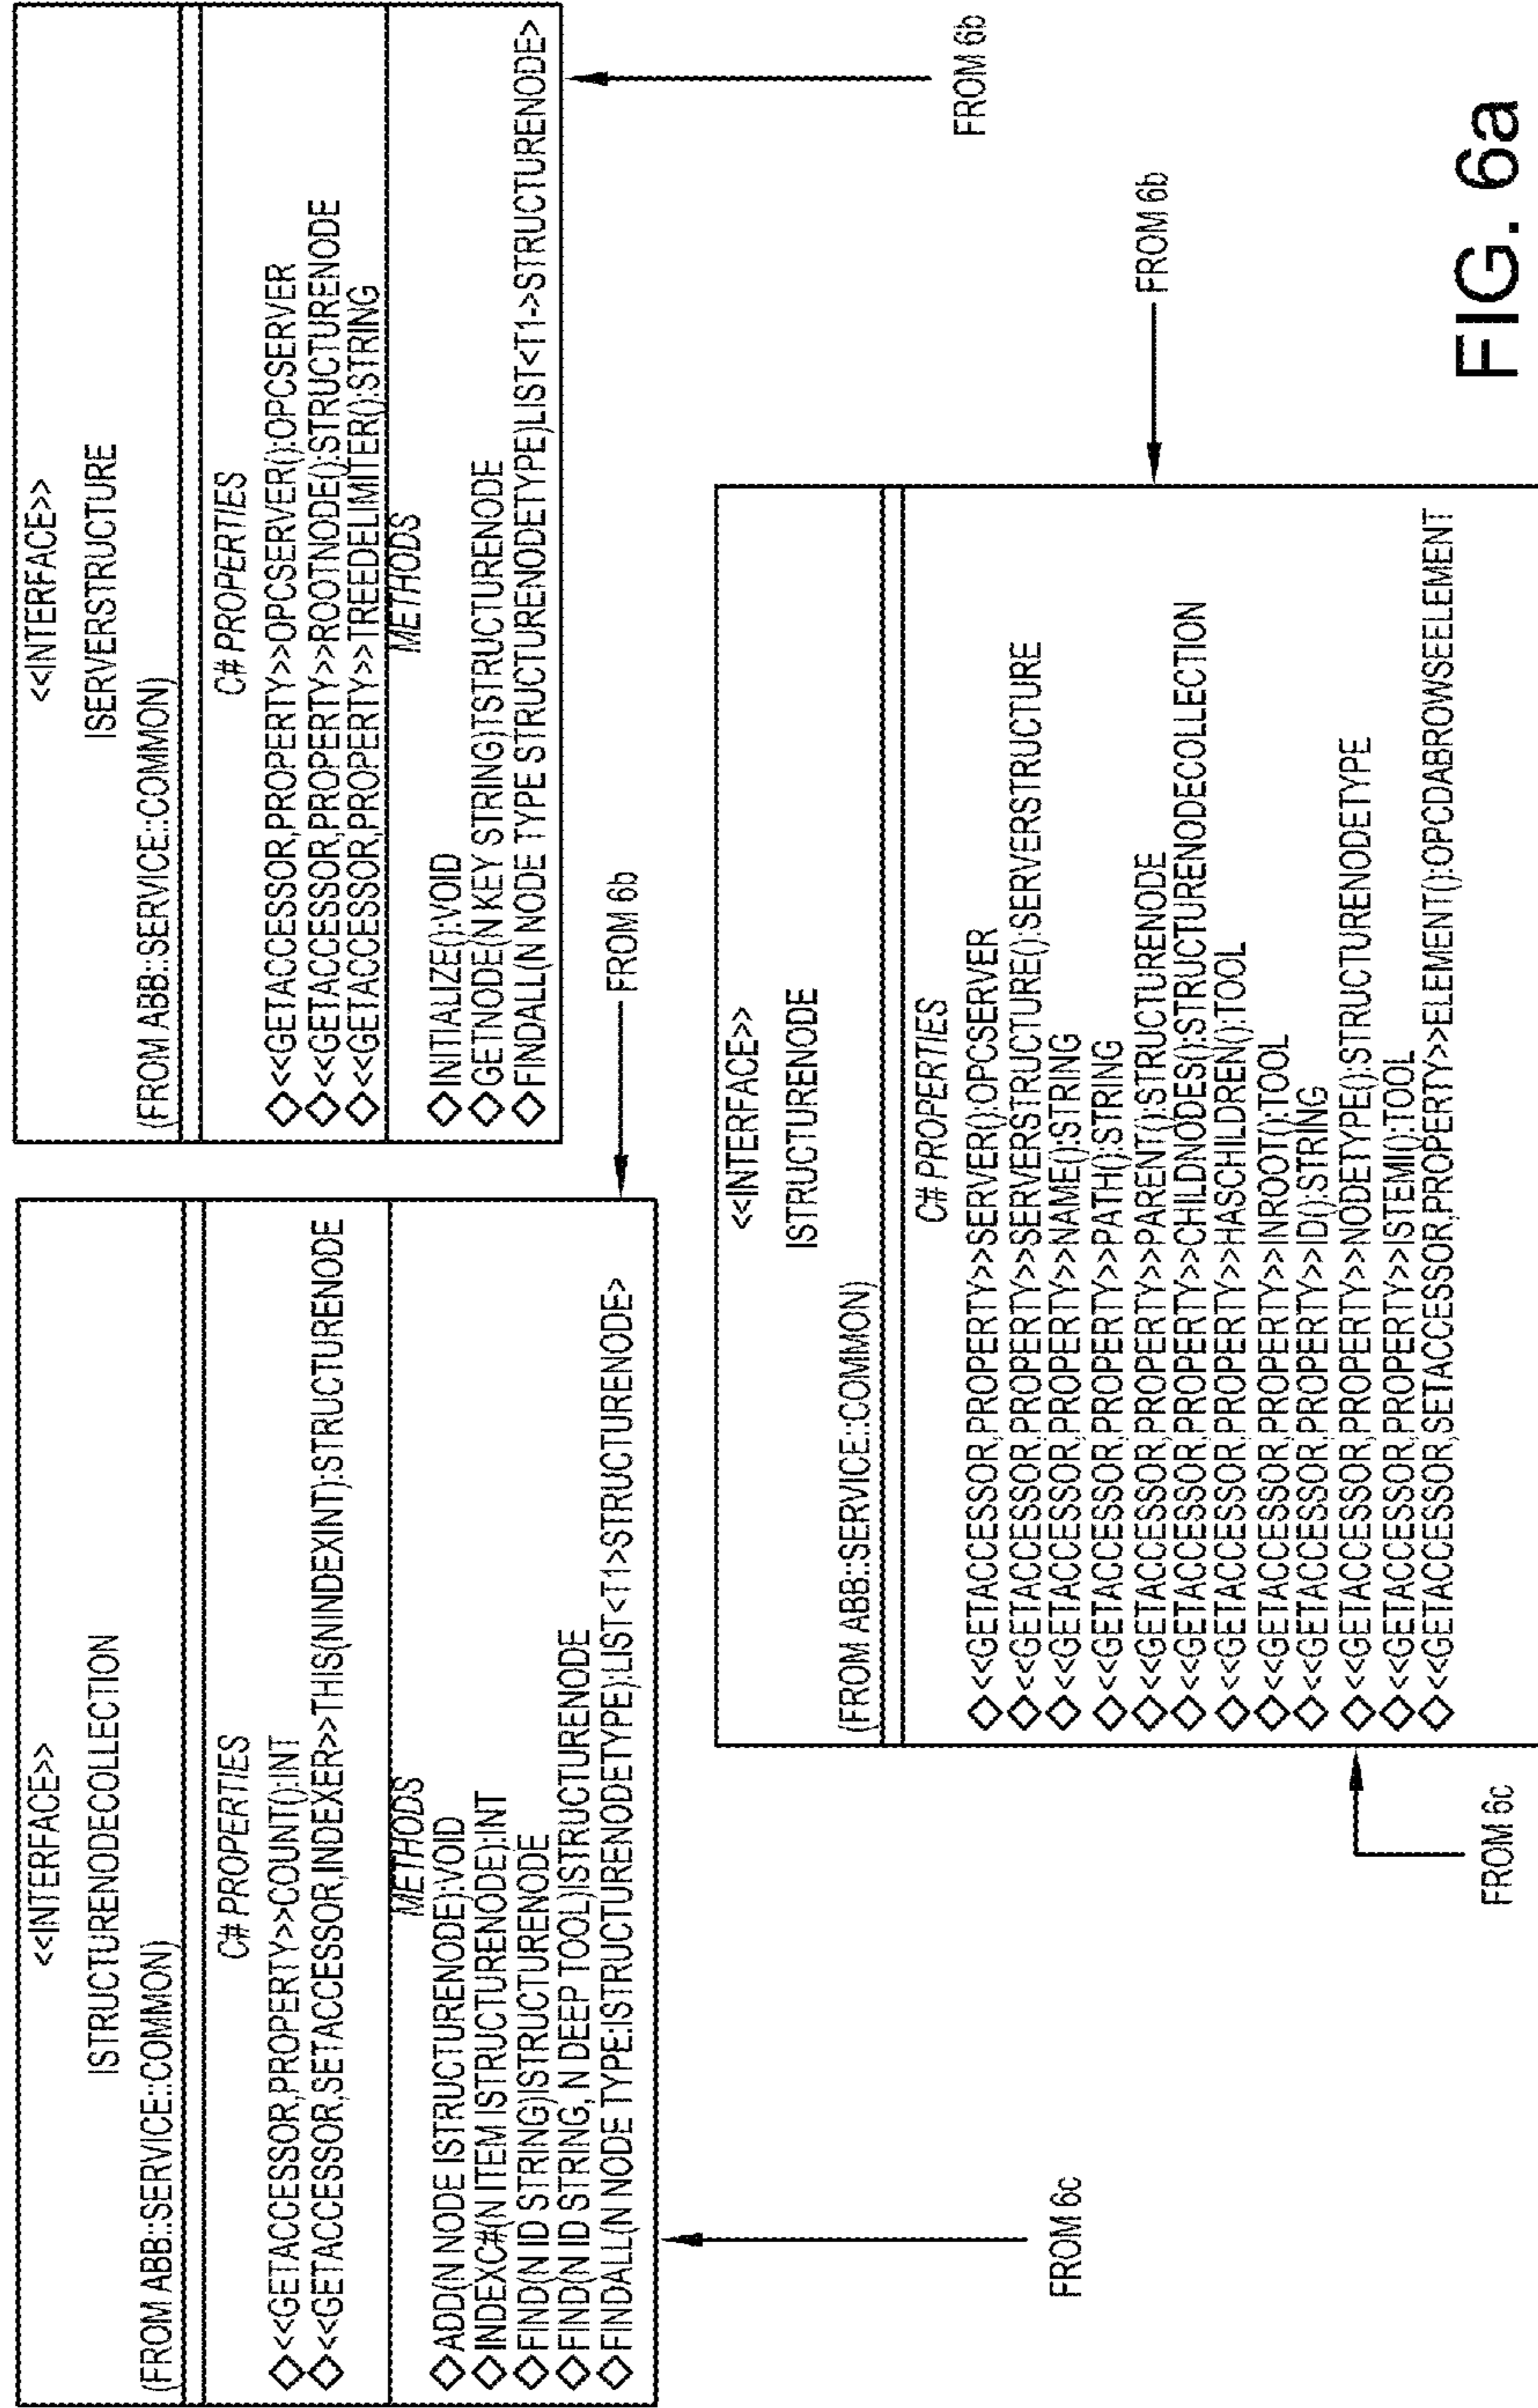 <<INTERFACE>>
ISTRUCTURENODECOLLECTION
(FROM ABB::SERVICE::COMMON)
C# PROPERTIES
<<GETACCESSOR,PROPERTY>>COUNT():INT
<<GETACCESSOR,SETACCESSOR,INDEXER>>THIS(NINDEXINT):STRUCTURENODE
METHODS
ADD(N NODE ISTRUCTURENODE):VOID
INDEXC#(N ITEM ISTRUCTURENODE):INT
FIND(N ID STRING)ISTRUCTURENODE
FIND(N ID STRING, N DEEP TOOL)ISTRUCTURENODE
FINDALL(N NODE TYPE:ISTRUCTURENODETYPE):LIST<T1>STRUCTURENODE>
FROM 6b
FROM 6c
<<INTERFACE>>
ISERVERSTRUCTURE
(FROM ABB::SERVICE::COMMON)
C# PROPERTIES
<<GETACCESSOR,PROPERTY>>OPCSERVER():OPCSERVER
<<GETACCESSOR,PROPERTY>>ROOTNODE():STRUCTURENODE
<<GETACCESSOR,PROPERTY>>TREEDELIMITER():STRING
METHODS
INITIALIZE():VOID
GETNODE(N KEY STRING)TSTRUCTURENODE
FINDALL(N NODE TYPE STRUCTURENODETYPE)LIST<T1->STRUCTURENODE>
FROM 6b
<<INTERFACE>>
ISTRUCTURENODE
(FROM ABB::SERVICE::COMMON)
C# PROPERTIES
<<GETACCESSOR,PROPERTY>>SERVER():OPCSERVER
<<GETACCESSOR,PROPERTY>>SERVERSTRUCTURE():SERVERSTRUCTURE
<<GETACCESSOR,PROPERTY>>NAME():STRING
<<GETACCESSOR,PROPERTY>>PATH():STRING
<<GETACCESSOR,PROPERTY>>PARENT():STRUCTURENODE
<<GETACCESSOR,PROPERTY>>CHILDNODES():STRUCTURENODECOLLECTION
<<GETACCESSOR,PROPERTY>>HASCHILDREN():TOOL
<<GETACCESSOR,PROPERTY>>INROOT():TOOL
<<GETACCESSOR,PROPERTY>>ID():STRING
<<GETACCESSOR,PROPERTY>>NODETYPE():STRUCTURENODETYPE
<<GETACCESSOR,PROPERTY>>ISTEMI():TOOL
<<GETACCESSOR,SETACCESSOR,PROPERTY>>ELEMENT():OPCDABROWSEELEMENT
FROM 6b
FROM 6c
FIG. 6a